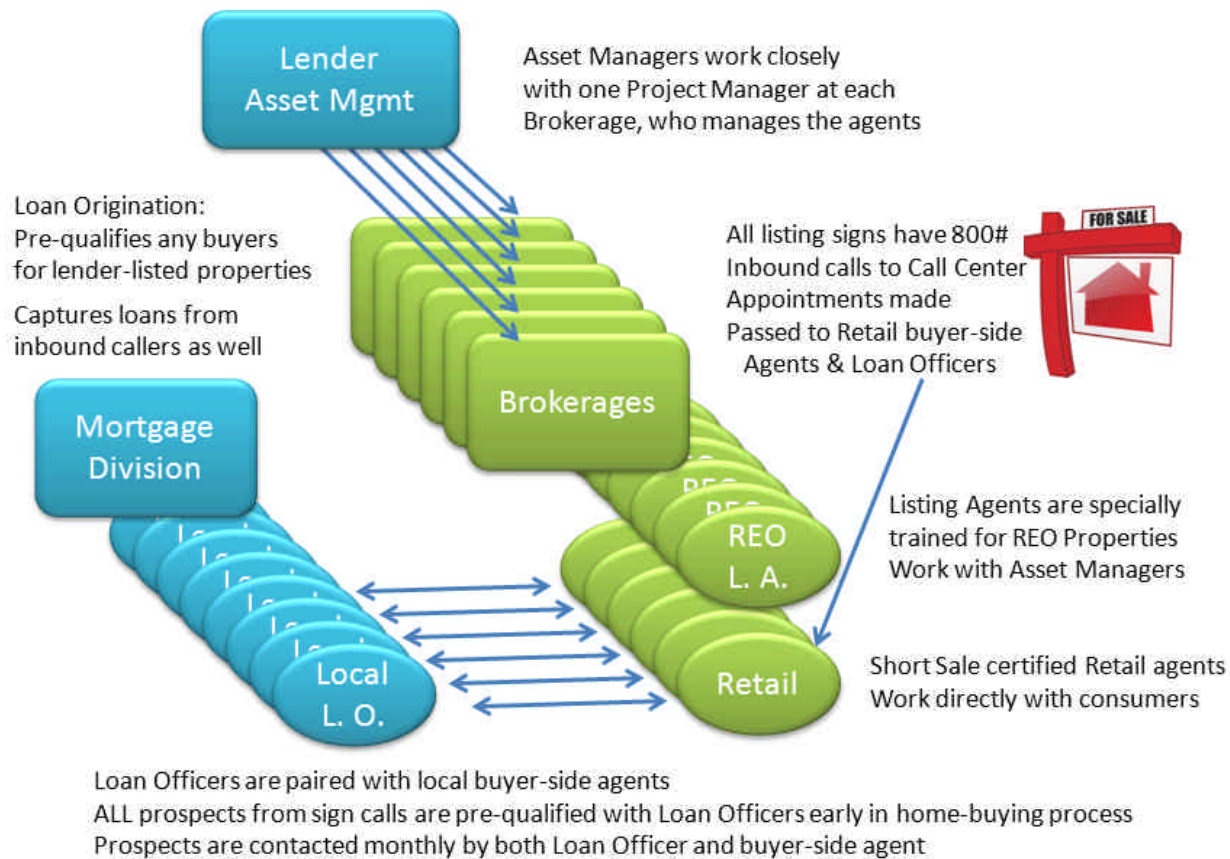 Lender
Asset Mgmt
Asset Managers work closely
with one Project Manager at each
Brokerage, who manages the agents
Loan Origination:
Pre-qualifies any buyers
for lender-listed properties
Captures loans from
inbound callers as well
FOR SALE
All listing signs have 800#
Inbound calls to Call Center
Appointments made
Passed to Retail buyer-side
Agents & Loan Officers
Brokerages
Mortgage
Division
REO
L. A.
Listing Agents are specially
trained for REO Properties
Work with Asset Managers
Local
L. O.
Retail
Short Sale certified Retail agents
Work directly with consumers
Loan Officers are paired with local buyer-side agents
ALL prospects from sign calls are pre-qualified with Loan Officers early in home-buying process
Prospects are contacted monthly by both Loan Officer and buyer-side agent